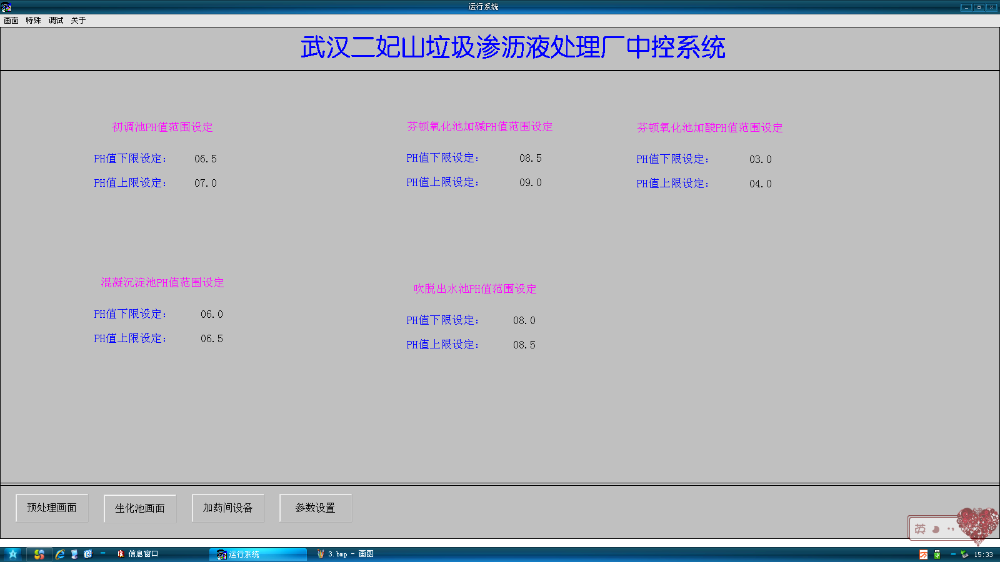 运行系统
画面 特殊 调试 关于
武汉二妃山垃圾渗沥液处理厂中控系统
初调池PH值范围设定
PH值下限设定: 06.5
PH值上限设定: 07.0
芬顿氧化池加碱PH值范围设定
PH值下限设定: 08.5
PH值上限设定: 09.0
芬顿氧化池加酸PH值范围设定
PH值下限设定: 03.0
PH值上限设定: 04.0
混凝沉淀池PH值范围设定
PH值下限设定: 06.0
PH值上限设定: 06.5
吹脱出水池PH值范围设定
PH值下限设定: 08.0
PH值上限设定: 08.5
预处理画面 生化池画面 加药间设备 参数设置
英
信息窗口 运行系统 3.bmp - 画图 15:33